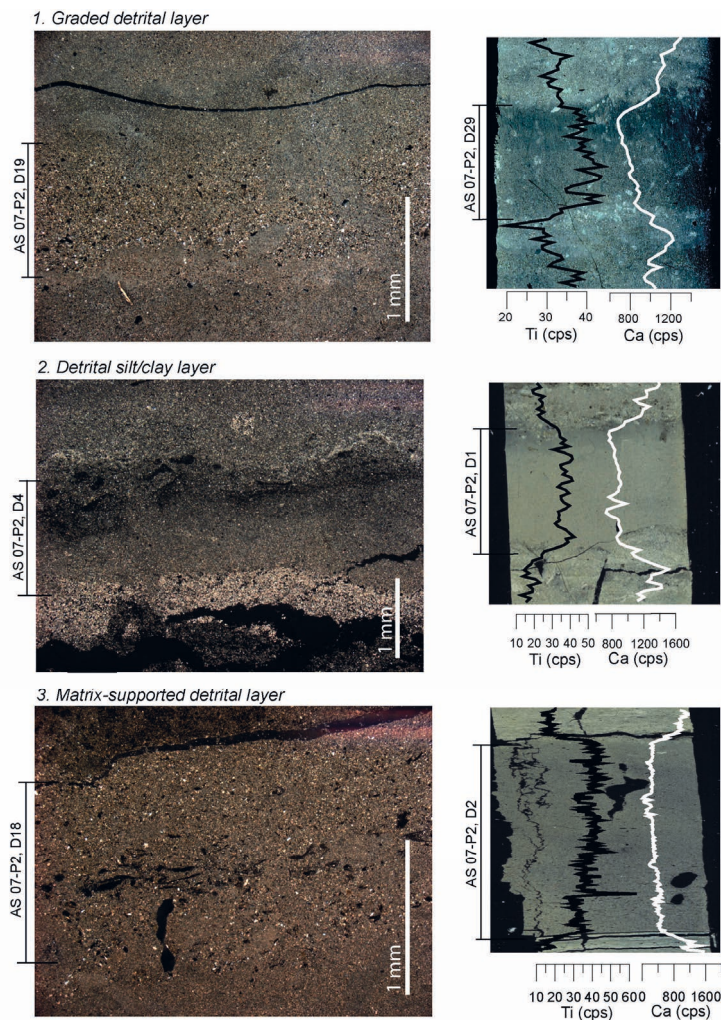 1. Graded detrital layer
AS 07-P2, D19
1 mm
AS 07-P2, D29
20 30 40 800 1200
Ti (cps) Ca (cps)
2. Detrital silt/clay layer
AS 07-P2, D4
1 mm
AS 07-P2, D1
10 20 30 40 50 800 1200 1600
Ti (cps) Ca (cps)
3. Matrix-supported detrital layer
AS 07-P2, D18
1 mm
AS 07-P2, D2
10 20 30 40 50 600 800 1600
Ti (cps) Ca (cps)